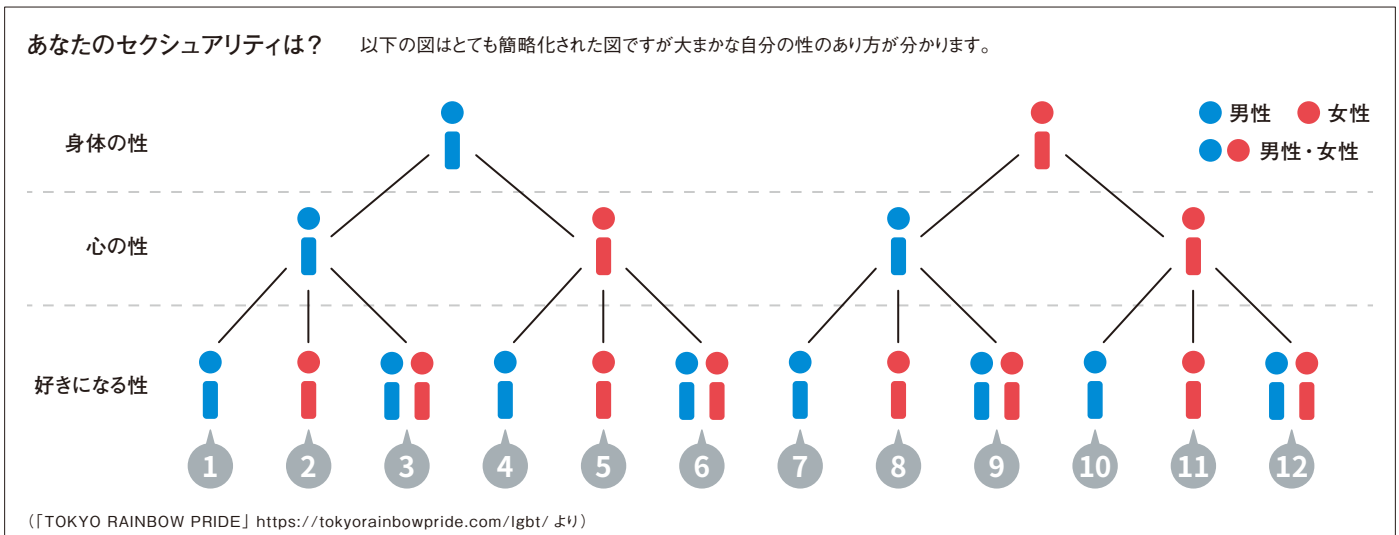 あなたのセクシュアリティは？ 以下の図はとても簡略化された図ですが大まかな自分の性のあり方が分かります。
男性 女性
男性・女性
身体の性
心の性
好きになる性
1 2 3 4 5 6 7 8 9 10 11 12
（「TOKYO RAINBOW PRIDE」 https://tokyorainbowpride.com/lgbt/ より）